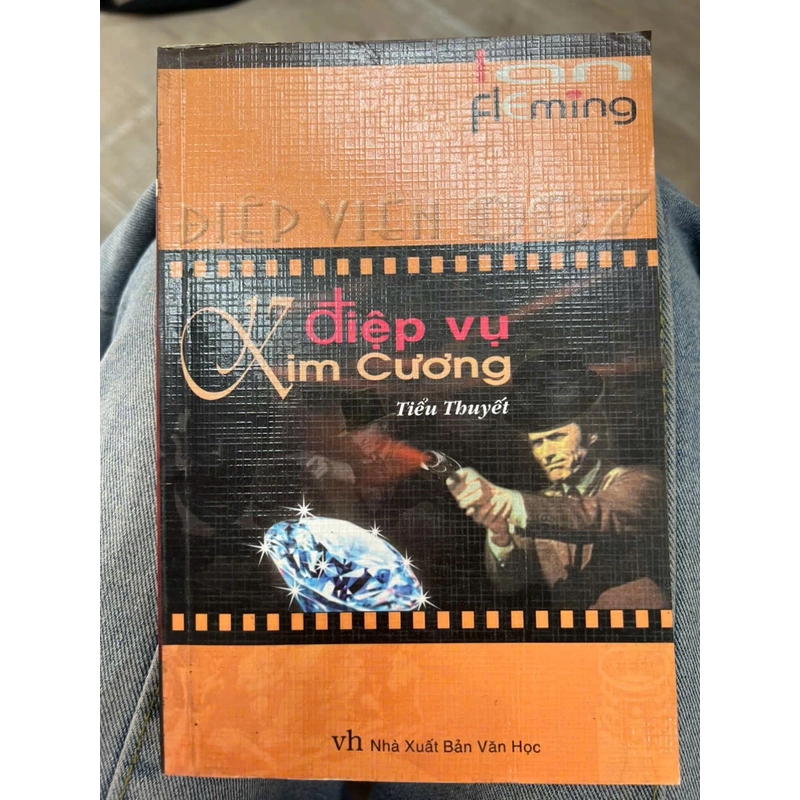 ian
flEming
ĐIỆP VIÊN 007
điệp vụ
Kim Cương
Tiểu Thuyết
vh Nhà Xuất Bản Văn Học